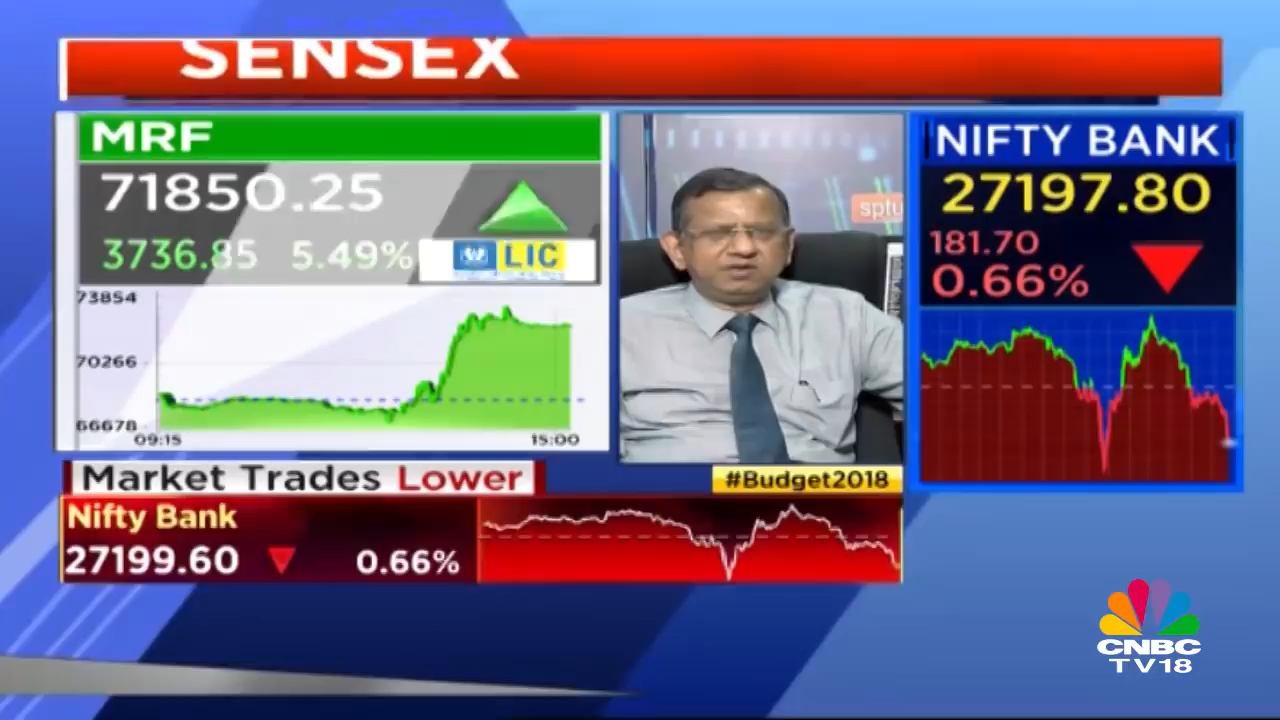 SENSEX
MRF
71850.25
3736.85 5.49%
LIC
73854
70266
66678
09:15 15:00
sptu
NIFTY BANK
27197.80
181.70
0.66%
Market Trades Lower
#Budget2018
Nifty Bank
27199.60 0.66%
CNBC
TV18